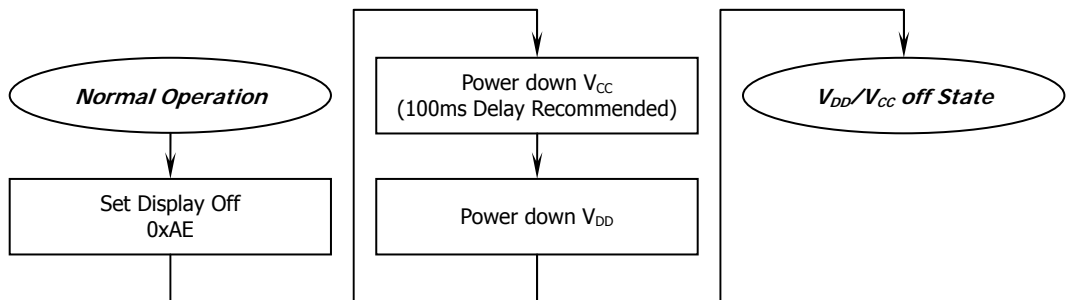 Normal Operation
Set Display Off
0xAE
Power down VCC
(100ms Delay Recommended)
Power down VDD
VDD/VCC off State